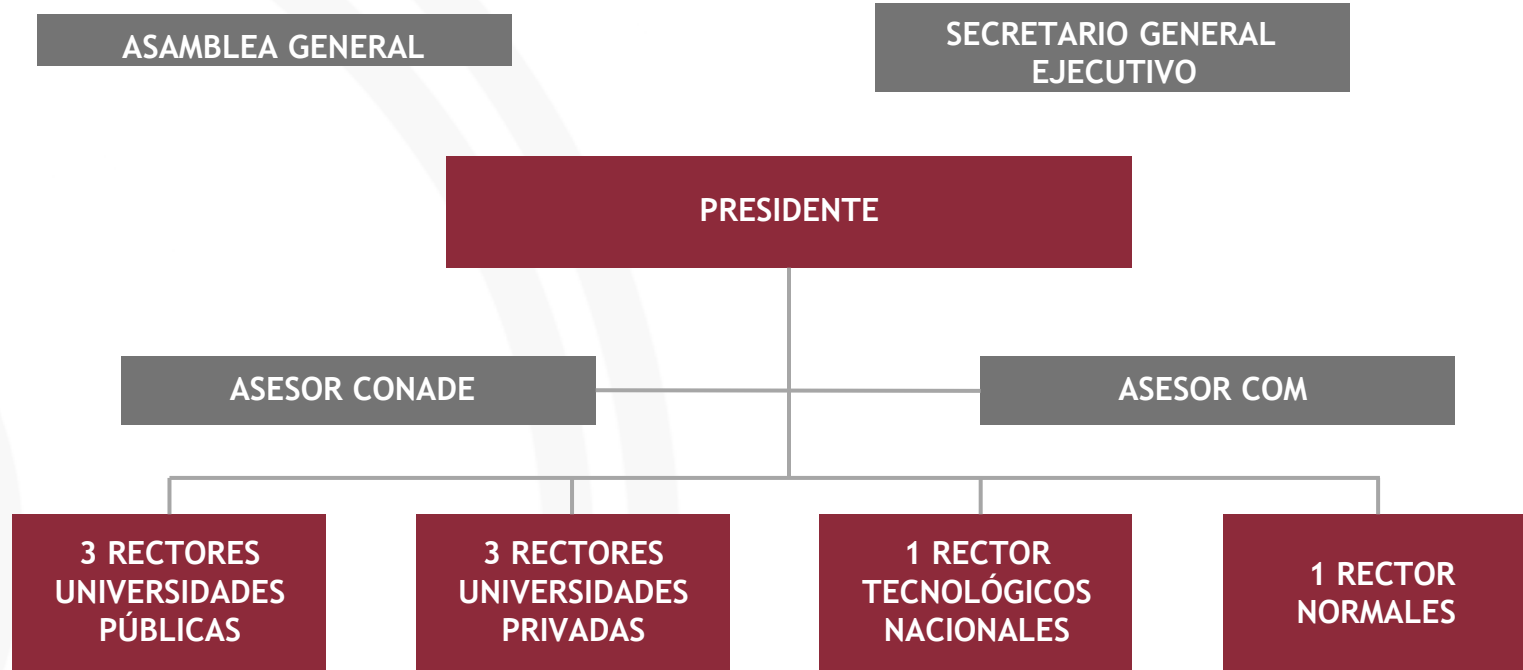 ASAMBLEA GENERAL
SECRETARIO GENERAL
EJECUTIVO
PRESIDENTE
ASESOR CONADE
ASESOR COM
3 RECTORES
UNIVERSIDADES
PÚBLICAS
3 RECTORES
UNIVERSIDADES
PRIVADAS
1 RECTOR
TECNOLÓGICOS
NACIONALES
1 RECTOR
NORMALES